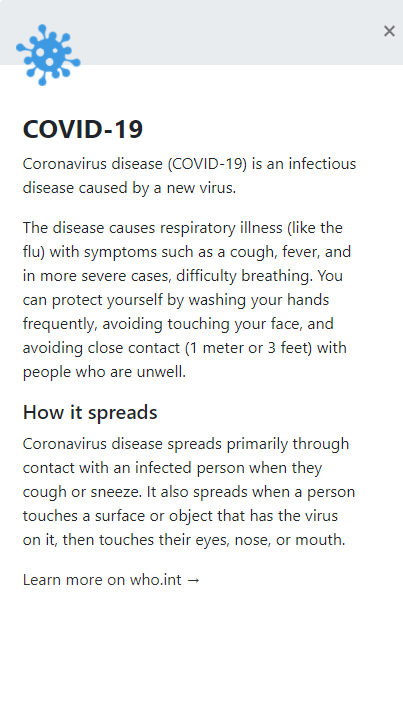 ×
COVID-19
Coronavirus disease (COVID-19) is an infectious
disease caused by a new virus.
The disease causes respiratory illness (like the
flu) with symptoms such as a cough, fever, and
in more severe cases, difficulty breathing. You
can protect yourself by washing your hands
frequently, avoiding touching your face, and
avoiding close contact (1 meter or 3 feet) with
people who are unwell.
How it spreads
Coronavirus disease spreads primarily through
contact with an infected person when they
cough or sneeze. It also spreads when a person
touches a surface or object that has the virus
on it, then touches their eyes, nose, or mouth.
Learn more on who.int →